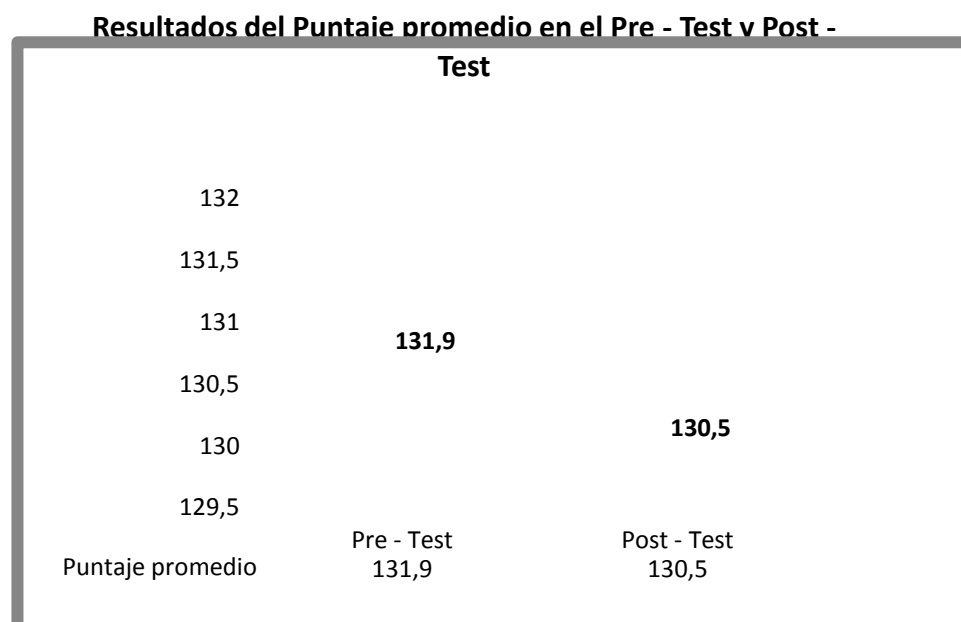 Resultados del Puntaje promedio en el Pre - Test y Post -
Test
132
131,5
131
131,9
130,5
130,5
130
129,5
Pre - Test Post - Test
Puntaje promedio 131,9 130,5